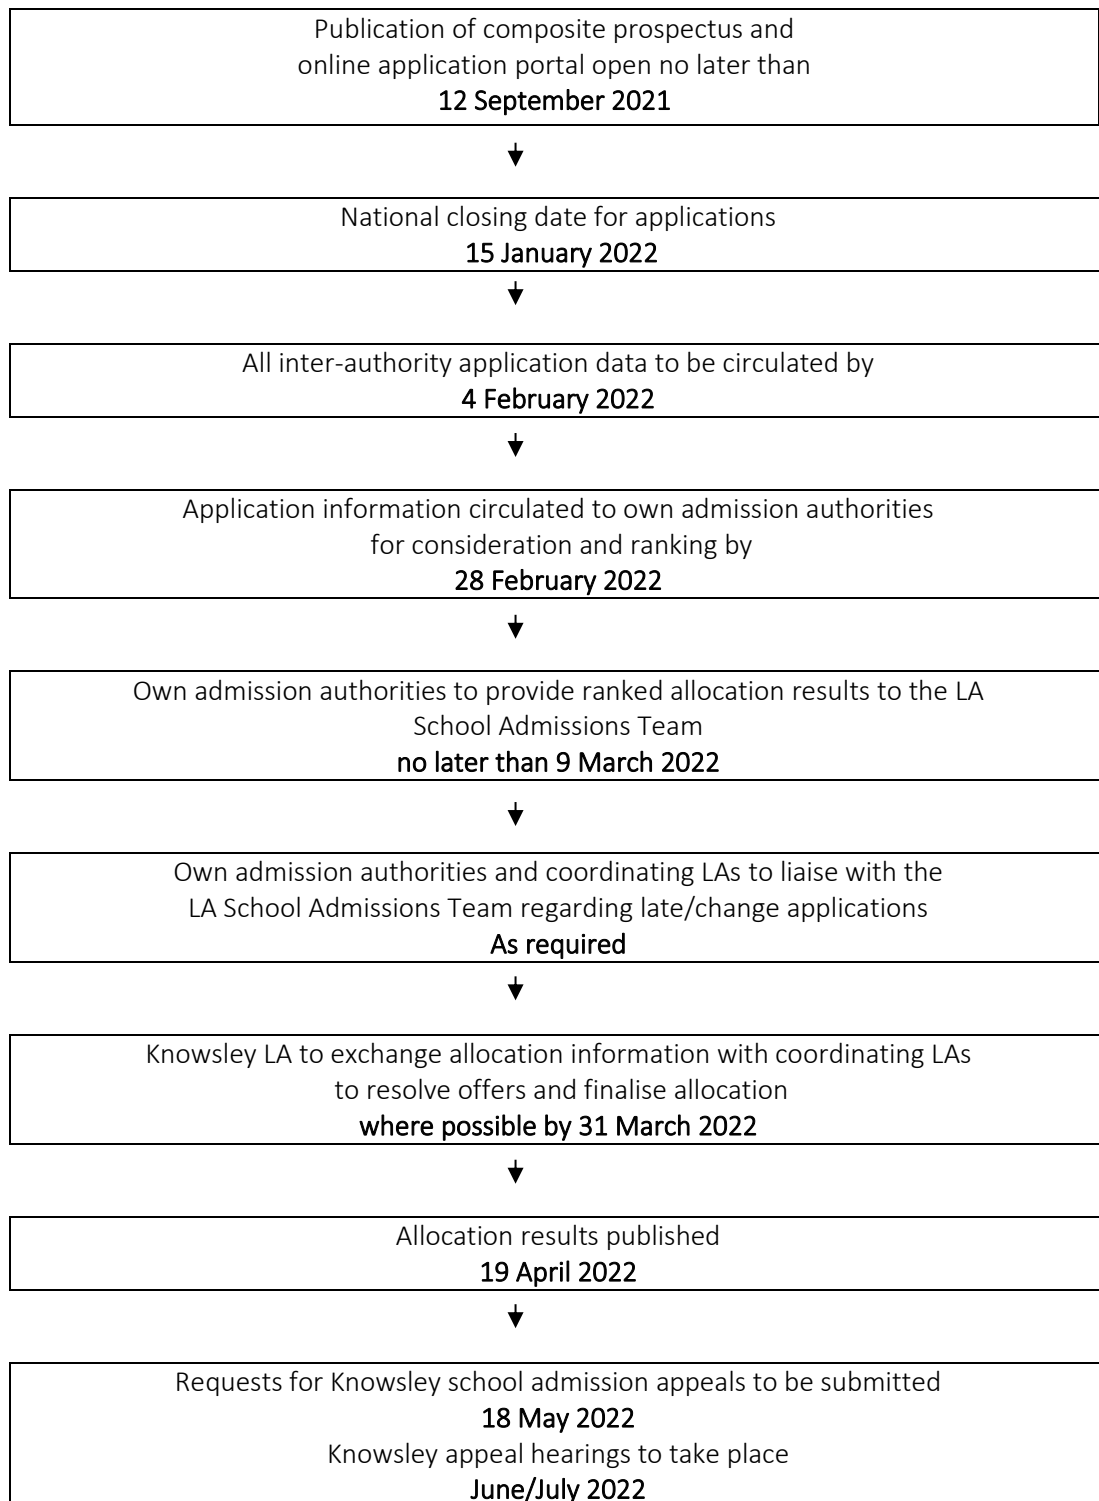 Publication of composite prospectus and
online application portal open no later than
12 September 2021
National closing date for applications
15 January 2022
All inter-authority application data to be circulated by
4 February 2022
Application information circulated to own admission authorities
for consideration and ranking by
28 February 2022
Own admission authorities to provide ranked allocation results to the LA
School Admissions Team
no later than 9 March 2022
Own admission authorities and coordinating LAs to liaise with the
LA School Admissions Team regarding late/change applications
As required
Knowsley LA to exchange allocation information with coordinating LAs
to resolve offers and finalise allocation
where possible by 31 March 2022
Allocation results published
19 April 2022
Requests for Knowsley school admission appeals to be submitted
18 May 2022
Knowsley appeal hearings to take place
June/July 2022